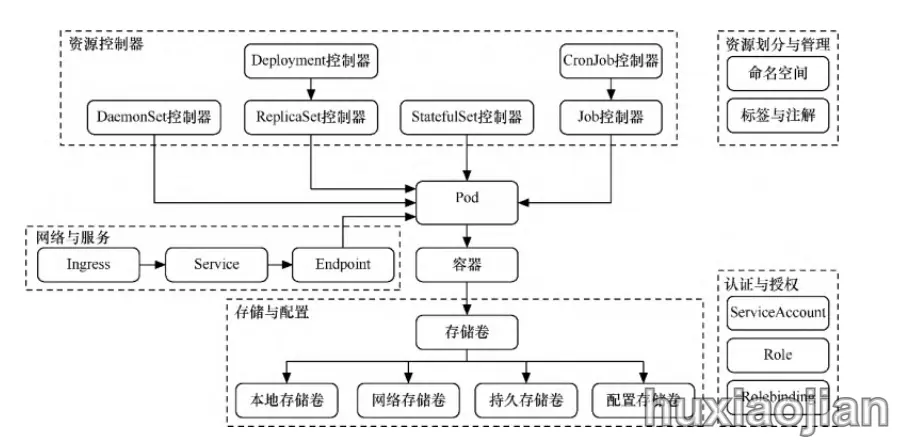 资源控制器
Deployment控制器
CronJob控制器
DaemonSet控制器
ReplicaSet控制器
StatefulSet控制器
Job控制器
资源划分与管理
命名空间
标签与注解
Pod
网络与服务
Ingress
Service
Endpoint
容器
存储与配置
存储卷
本地存储卷
网络存储卷
持久存储卷
配置存储卷
认证与授权
ServiceAccount
Role
Rolebinding
huxiaojian